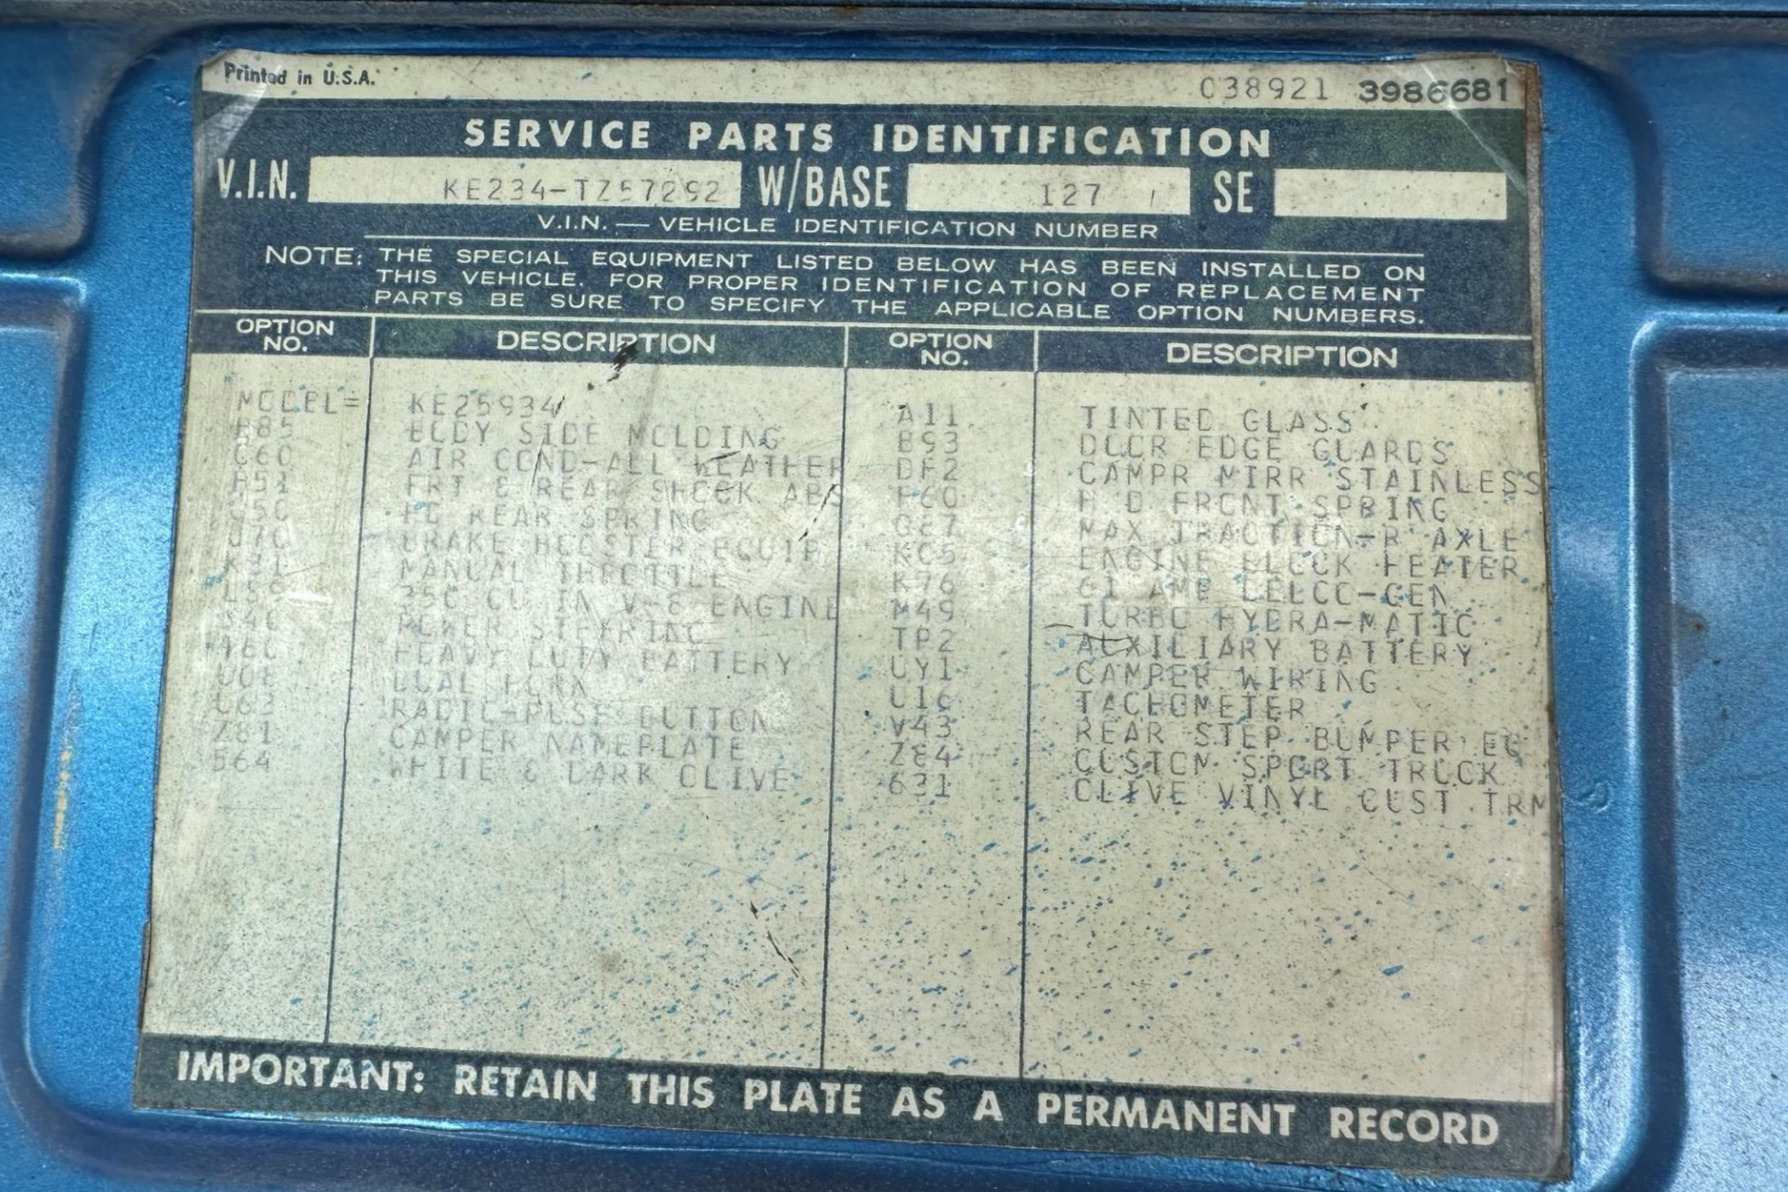 Printed in U.S.A. C38921 3986681
SERVICE PARTS IDENTIFICATION
V.I.N. KE234-TZ57292 W/BASE 127 SE
V.I.N. — VEHICLE IDENTIFICATION NUMBER
NOTE: THE SPECIAL EQUIPMENT LISTED BELOW HAS BEEN INSTALLED ON
THIS VEHICLE. FOR PROPER IDENTIFICATION OF REPLACEMENT
PARTS BE SURE TO SPECIFY THE APPLICABLE OPTION NUMBERS.
OPTION NO. DESCRIPTION OPTION NO. DESCRIPTION
MODEL= KE25934 A11 TINTED GLASS
B85 BODY SIDE MOLDING B93 DOOR EDGE GUARDS
C60 AIR COND-ALL WEATHER DF2 CAMPR MIRR STAINLESS
F51 FRT & REAR SHOCK ABS F60 H D FRONT SPRING
G50 HD REAR SPRING G87 MAX TRACTION-R AXLE
J70 BRAKE BOOSTER EQUIP K05 ENGINE BLOCK HEATER
K31 MANUAL THROTTLE K76 61 AMP DELCO-GEN
350 CU IN V-8 ENGINE M49 TURBO HYDRA-MATIC
POWER STEERING TP2 AUXILIARY BATTERY
T60 HEAVY DUTY BATTERY UY1 CAMPER WIRING
U08 DUAL HORN U16 TACHOMETER
U63 RADIO-PUSH BUTTON V43 REAR STEP BUMPER EQ
Z81 CAMPER NAMEPLATE Z84 CUSTOM SPORT TRUCK
564 WHITE & DARK OLIVE 631 OLIVE VINYL CUST TRM
IMPORTANT: RETAIN THIS PLATE AS A PERMANENT RECORD